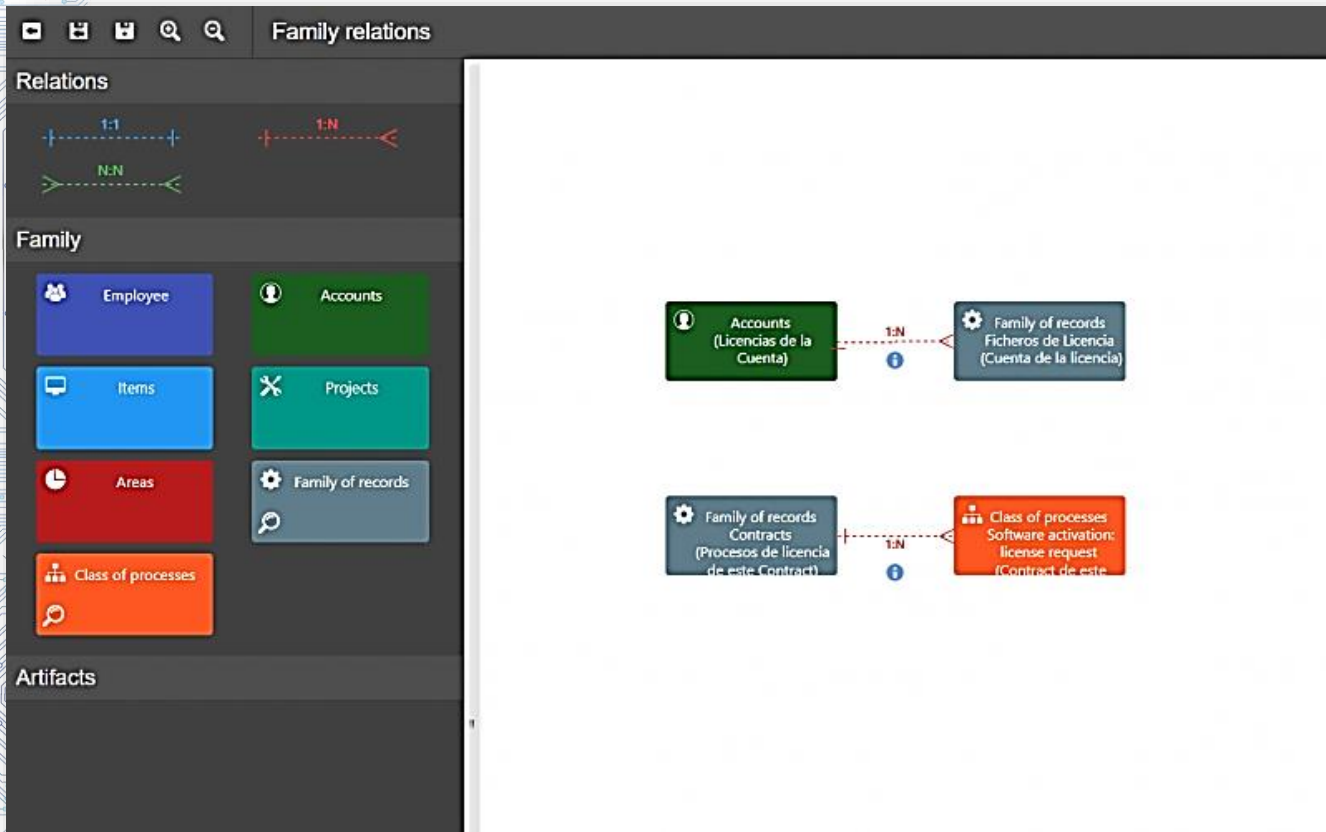 Family relations
Relations
1:1
1:N
N:N
Family
Employee
Accounts
Items
Projects
Areas
Family of records
Class of processes
Artifacts
Accounts
(Licencias de la
Cuenta)
1:N
Family of records
Ficheros de Licencia
(Cuenta de la licencia)
Family of records
Contracts
(Procesos de licencia
de este Contract)
1:N
Class of processes
Software activation:
license request
(Contract de este